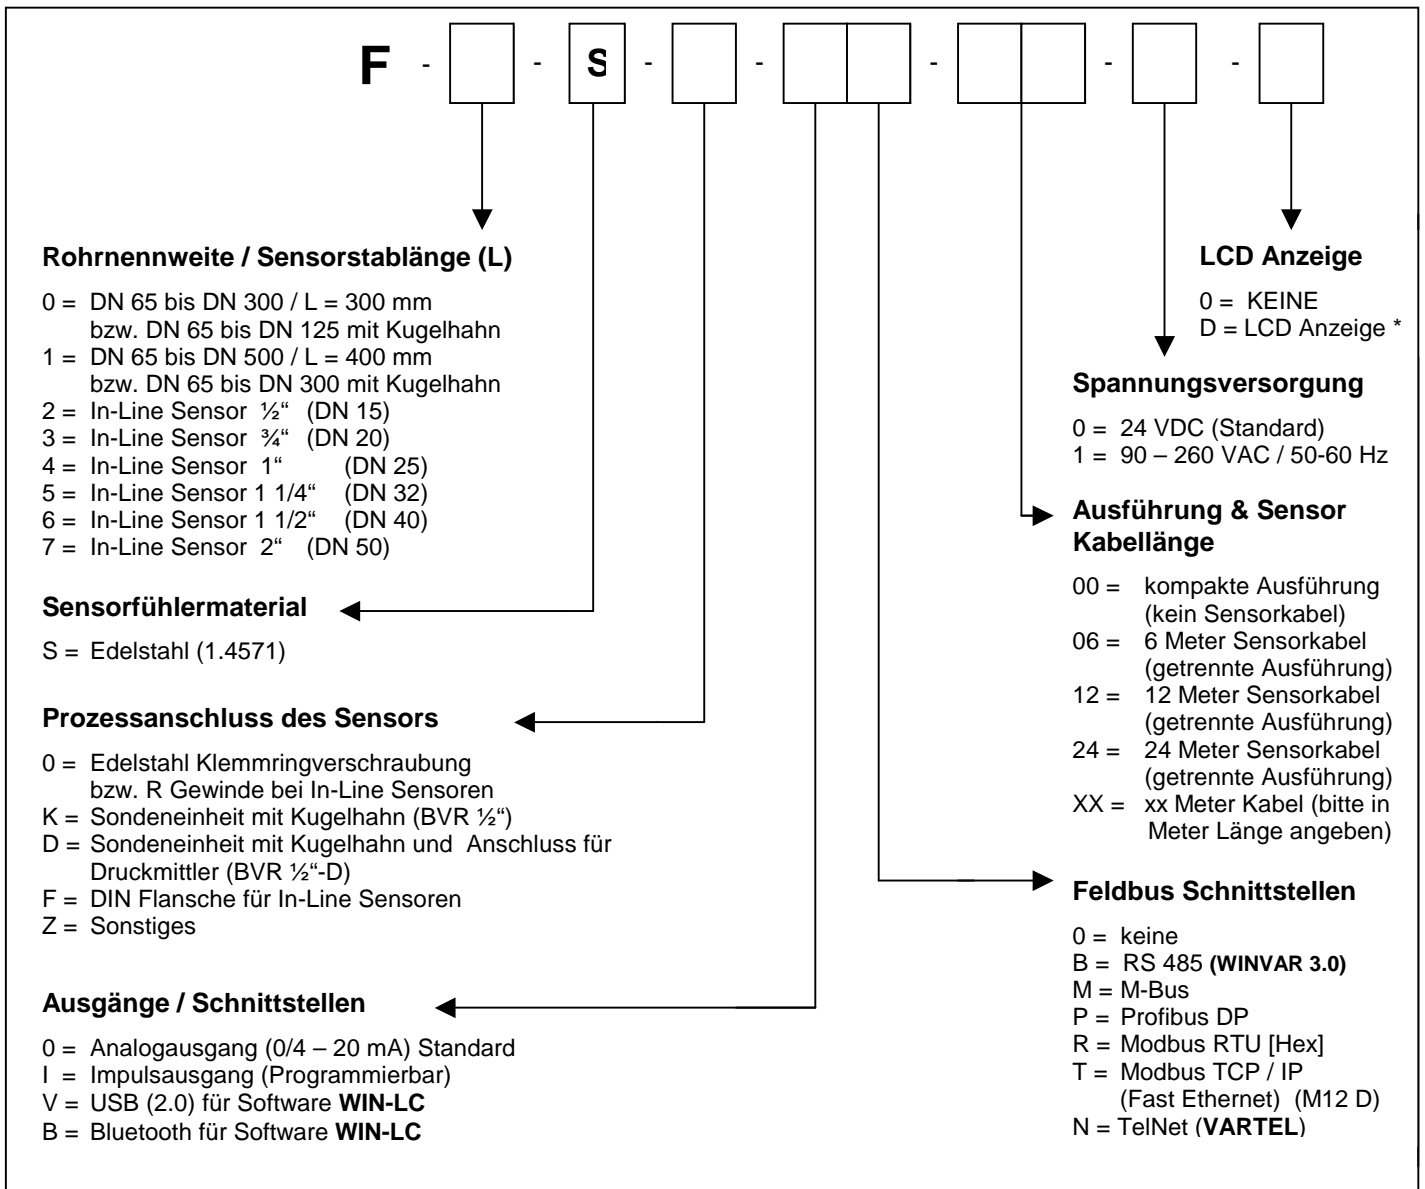 F - - S - - - - -
Rohrnennweite / Sensorstablänge (L)
0 = DN 65 bis DN 300 / L = 300 mm
bzw. DN 65 bis DN 125 mit Kugelhahn
1 = DN 65 bis DN 500 / L = 400 mm
bzw. DN 65 bis DN 300 mit Kugelhahn
2 = In-Line Sensor ½“ (DN 15)
3 = In-Line Sensor ¾“ (DN 20)
4 = In-Line Sensor 1“ (DN 25)
5 = In-Line Sensor 1 1/4“ (DN 32)
6 = In-Line Sensor 1 1/2“ (DN 40)
7 = In-Line Sensor 2“ (DN 50)
Sensorfühlermaterial
S = Edelstahl (1.4571)
Prozessanschluss des Sensors
0 = Edelstahl Klemmringverschraubung
bzw. R Gewinde bei In-Line Sensoren
K = Sondeneinheit mit Kugelhahn (BVR ½“)
D = Sondeneinheit mit Kugelhahn und Anschluss für
Druckmittler (BVR ½“-D)
F = DIN Flansche für In-Line Sensoren
Z = Sonstiges
Ausgänge / Schnittstellen
0 = Analogausgang (0/4 – 20 mA) Standard
I = Impulsausgang (Programmierbar)
V = USB (2.0) für Software WIN-LC
B = Bluetooth für Software WIN-LC
LCD Anzeige
0 = KEINE
D = LCD Anzeige *
Spannungsversorgung
0 = 24 VDC (Standard)
1 = 90 – 260 VAC / 50-60 Hz
Ausführung & Sensor
Kabellänge
00 = kompakte Ausführung
(kein Sensorkabel)
06 = 6 Meter Sensorkabel
(getrennte Ausführung)
12 = 12 Meter Sensorkabel
(getrennte Ausführung)
24 = 24 Meter Sensorkabel
(getrennte Ausführung)
XX = xx Meter Kabel (bitte in
Meter Länge angeben)
Feldbus Schnittstellen
0 = keine
B = RS 485 (WINVAR 3.0)
M = M-Bus
P = Profibus DP
R = Modbus RTU [Hex]
T = Modbus TCP / IP
(Fast Ethernet) (M12 D)
N = TelNet (VARTEL)